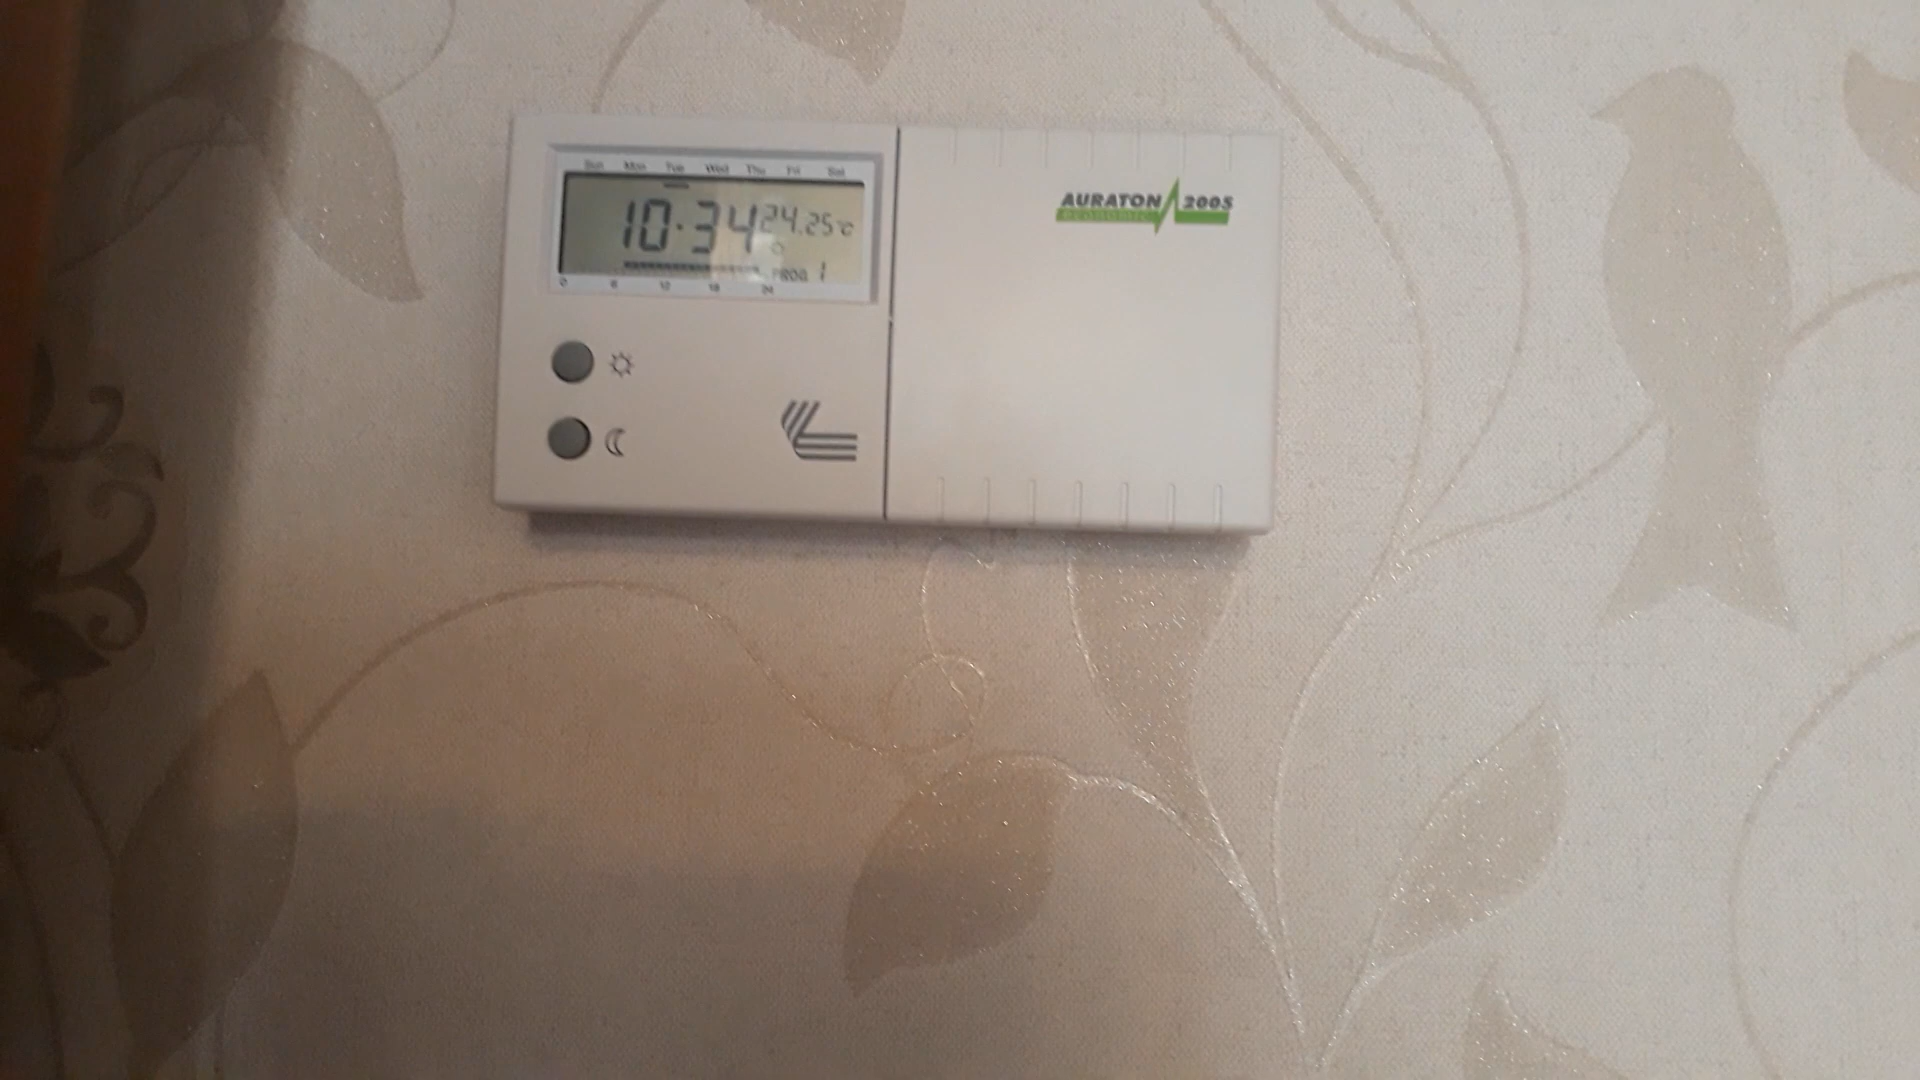 Sun Mon Tue Wed Thu Fri Sat
10:34 24.25°C
PROG 1
0 6 12 18 24
AURATON 2005
economic